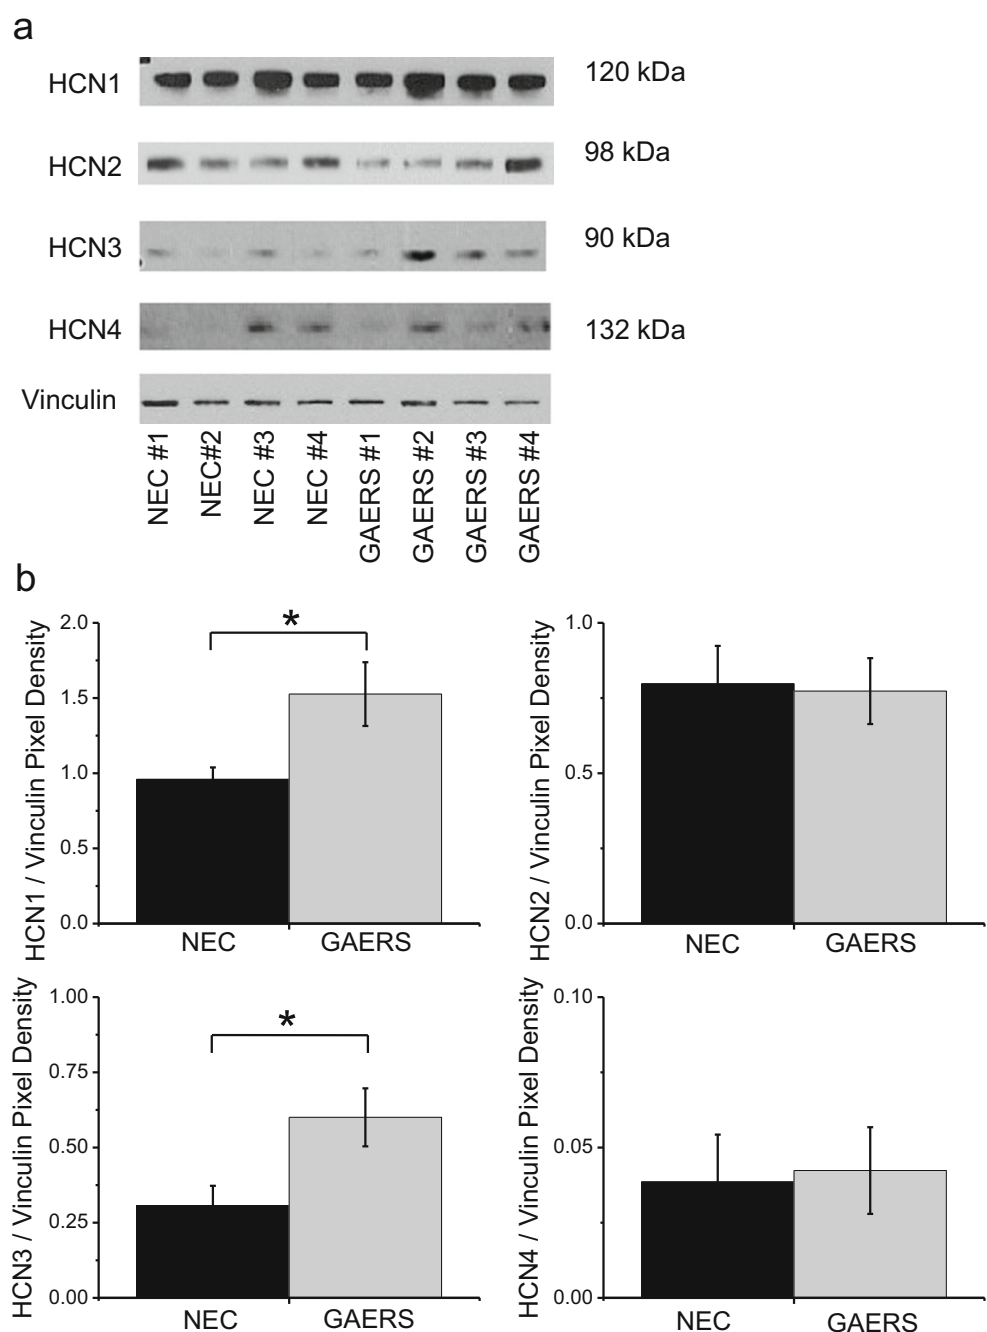 a
HCN1
120 kDa
HCN2
98 kDa
HCN3
90 kDa
HCN4
132 kDa
Vinculin
NEC #1
NEC#2
NEC #3
NEC #4
GAERS #1
GAERS #2
GAERS #3
GAERS #4
b
HCN1 / Vinculin Pixel Density
2.0
1.5
1.0
0.5
0.0
*
NEC
GAERS
HCN2 / Vinculin Pixel Density
1.0
0.5
0.0
NEC
GAERS
HCN3 / Vinculin Pixel Density
1.00
0.75
0.50
0.25
0.00
*
NEC
GAERS
HCN4 / Vinculin Pixel Density
0.10
0.05
0.00
NEC
GAERS